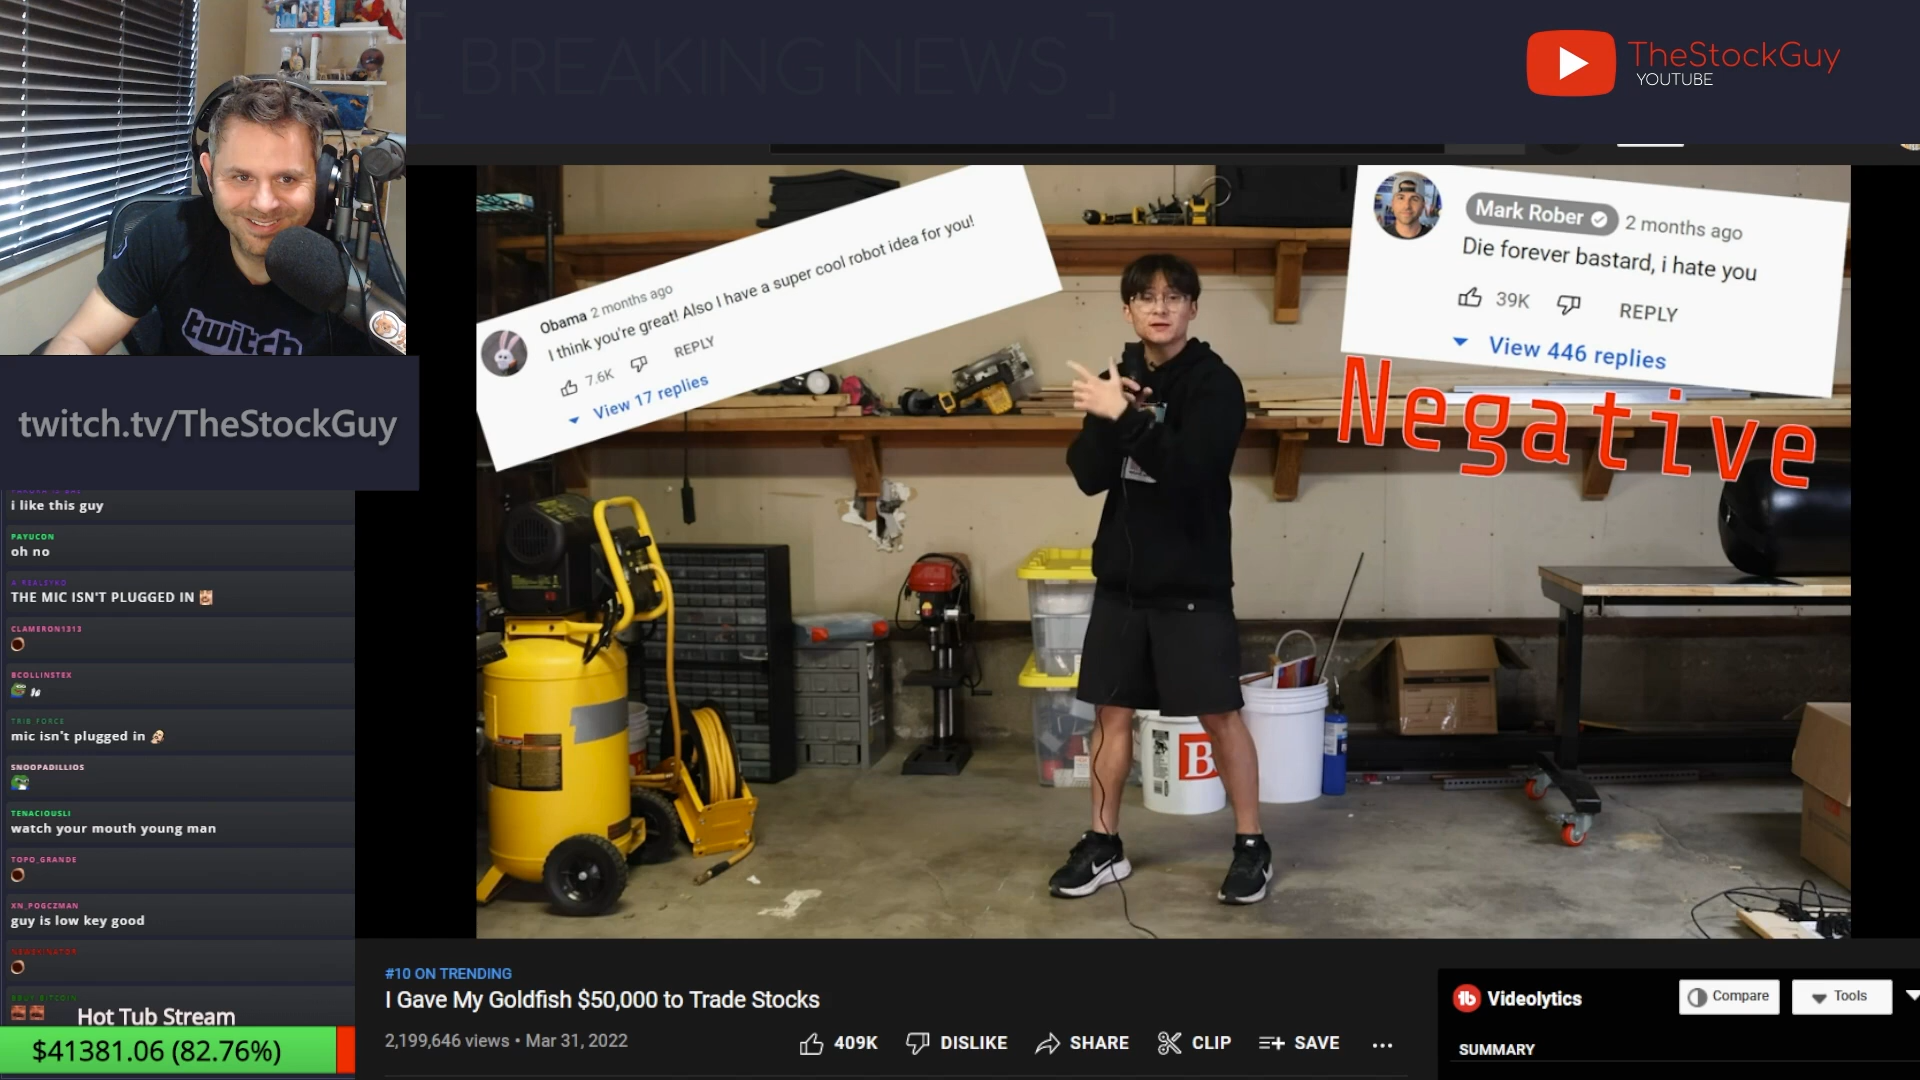 BREAKING NEWS
TheStockGuy
YOUTUBE
twitch
twitch.tv/TheStockGuy
Obama 2 months ago
I think you're great! Also I have a super cool robot idea for you!
7.6K REPLY
View 17 replies
Mark Rober 2 months ago
Die forever bastard, i hate you
39K REPLY
View 446 replies
Negative
B
i like this guy
PAYUCON
oh no
THE MIC ISN'T PLUGGED IN
CLAMERON1313
BCOLLINSTEX
TRIB_FORCE
mic isn't plugged in
SNOOPADILLIOS
TENACIOUSLI
watch your mouth young man
TOPO_GRANDE
XN_POGCZMAN
guy is low key good
Hot Tub Stream
$41381.06 (82.76%)
#10 ON TRENDING
I Gave My Goldfish $50,000 to Trade Stocks
2,199,646 views • Mar 31, 2022
409K DISLIKE SHARE CLIP SAVE ...
Videolytics Compare Tools
SUMMARY